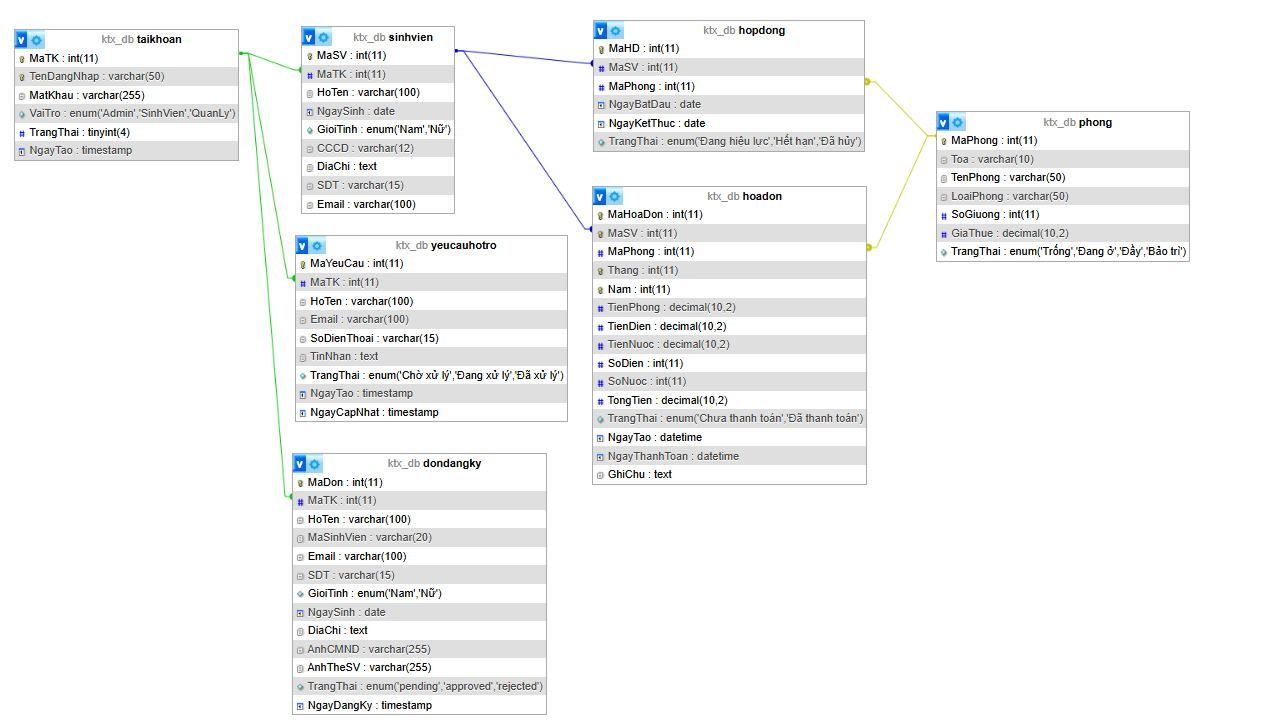 ktx_db taikhoan
MaTK : int(11)
TenDangNhap : varchar(50)
MatKhau : varchar(255)
VaiTro : enum('Admin','SinhVien','QuanLy')
TrangThai : tinyint(4)
NgayTao : timestamp
ktx_db sinhvien
MaSV : int(11)
MaTK : int(11)
HoTen : varchar(100)
NgaySinh : date
GioiTinh : enum('Nam','Nữ')
CCCD : varchar(12)
DiaChi : text
SDT : varchar(15)
Email : varchar(100)
ktx_db yeucauhotro
MaYeuCau : int(11)
MaTK : int(11)
HoTen : varchar(100)
Email : varchar(100)
SoDienThoai : varchar(15)
TinNhan : text
TrangThai : enum('Chờ xử lý','Đang xử lý','Đã xử lý')
NgayTao : timestamp
NgayCapNhat : timestamp
ktx_db dondangky
MaDon : int(11)
MaTK : int(11)
HoTen : varchar(100)
MaSinhVien : varchar(20)
Email : varchar(100)
SDT : varchar(15)
GioiTinh : enum('Nam','Nữ')
NgaySinh : date
DiaChi : text
AnhCMND : varchar(255)
AnhTheSV : varchar(255)
TrangThai : enum('pending','approved','rejected')
NgayDangKy : timestamp
ktx_db hopdong
MaHD : int(11)
MaSV : int(11)
MaPhong : int(11)
NgayBatDau : date
NgayKetThuc : date
TrangThai : enum('Đang hiệu lực','Hết hạn','Đã hủy')
ktx_db hoadon
MaHoaDon : int(11)
MaSV : int(11)
MaPhong : int(11)
Thang : int(11)
Nam : int(11)
TienPhong : decimal(10,2)
TienDien : decimal(10,2)
TienNuoc : decimal(10,2)
SoDien : int(11)
SoNuoc : int(11)
TongTien : decimal(10,2)
TrangThai : enum('Chưa thanh toán','Đã thanh toán')
NgayTao : datetime
NgayThanhToan : datetime
GhiChu : text
ktx_db phong
MaPhong : int(11)
Toa : varchar(10)
TenPhong : varchar(50)
LoaiPhong : varchar(50)
SoGiuong : int(11)
GiaThue : decimal(10,2)
TrangThai : enum('Trống','Đang ở','Đầy','Bảo trì')